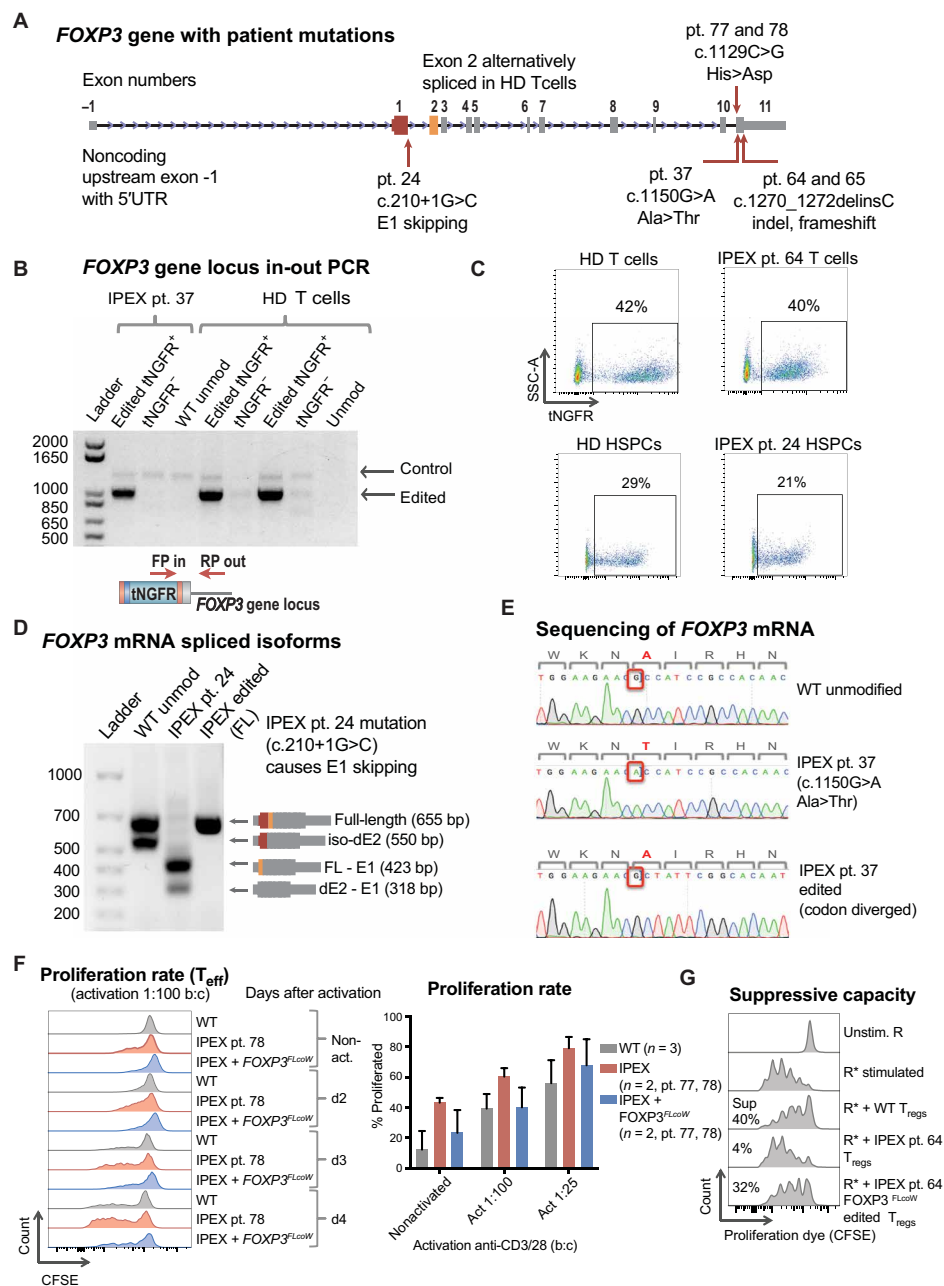 A
FOXP3 gene with patient mutations
pt. 77 and 78
c.1129C>G
His>Asp
Exon numbers
Exon 2 alternatively
spliced in HD Tcells
–1 1 2 3 4 5 6 7 8 9 10 11
Noncoding
upstream exon -1
with 5′UTR
pt. 24
c.210+1G>C
E1 skipping
pt. 37
c.1150G>A
Ala>Thr
pt. 64 and 65
c.1270_1272delinsC
indel, frameshift
B
FOXP3 gene locus in-out PCR
IPEX pt. 37
HD T cells
Ladder
Edited tNGFR⁺
tNGFR⁻
WT unmod
Edited tNGFR⁺
tNGFR⁻
Edited tNGFR⁺
tNGFR⁻
Unmod
2000
1650
1000
850
650
500
Control
Edited
FP in
RP out
tNGFR
FOXP3 gene locus
C
HD T cells
IPEX pt. 64 T cells
42%
40%
SSC-A
tNGFR
HD HSPCs
IPEX pt. 24 HSPCs
29%
21%
D
FOXP3 mRNA spliced isoforms
Ladder
WT unmod
IPEX pt. 24
IPEX edited
(FL)
IPEX pt. 24 mutation
(c.210+1G>C)
causes E1 skipping
1000
700
500
400
300
200
Full-length (655 bp)
iso-dE2 (550 bp)
FL - E1 (423 bp)
dE2 - E1 (318 bp)
E
Sequencing of FOXP3 mRNA
W K N A I R H N
T G G A A G A A C G C C A T C C G C C A C A A C
WT unmodified
W K N T I R H N
T G G A A G A A C A C C A T C C G C C A C A A C
IPEX pt. 37
(c.1150G>A
Ala>Thr)
W K N A I R H N
T G G A A G A A C G C T A T T C G G C A C A A T
IPEX pt. 37
edited
(codon diverged)
F
Proliferation rate (Teff)
(activation 1:100 b:c)
Days after activation
WT
IPEX pt. 78
IPEX + FOXP3FLcoW
Non-
act.
WT
IPEX pt. 78
IPEX + FOXP3FLcoW
d2
WT
IPEX pt. 78
IPEX + FOXP3FLcoW
d3
WT
IPEX pt. 78
IPEX + FOXP3FLcoW
d4
Count
CFSE
Proliferation rate
% Proliferated
100
80
60
40
20
0
Nonactivated
Act 1:100
Act 1:25
Activation anti-CD3/28 (b:c)
WT (n = 3)
IPEX
(n = 2, pt. 77, 78)
IPEX +
FOXP3FLcoW
(n = 2, pt. 77, 78)
G
Suppressive capacity
Unstim. R
R* stimulated
Sup
40%
R* + WT Tregs
4%
R* + IPEX pt. 64
Tregs
32%
R* + IPEX pt. 64
FOXP3 FLcoW
edited Tregs
Count
Proliferation dye (CFSE)